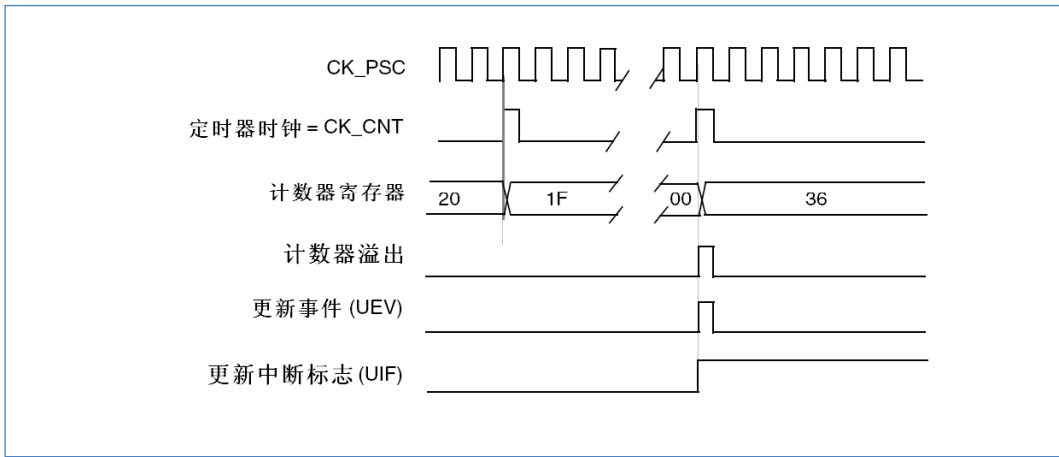 CK_PSC
定时器时钟 = CK_CNT
计数器寄存器 20 1F 00 36
计数器溢出
更新事件 (UEV)
更新中断标志 (UIF)